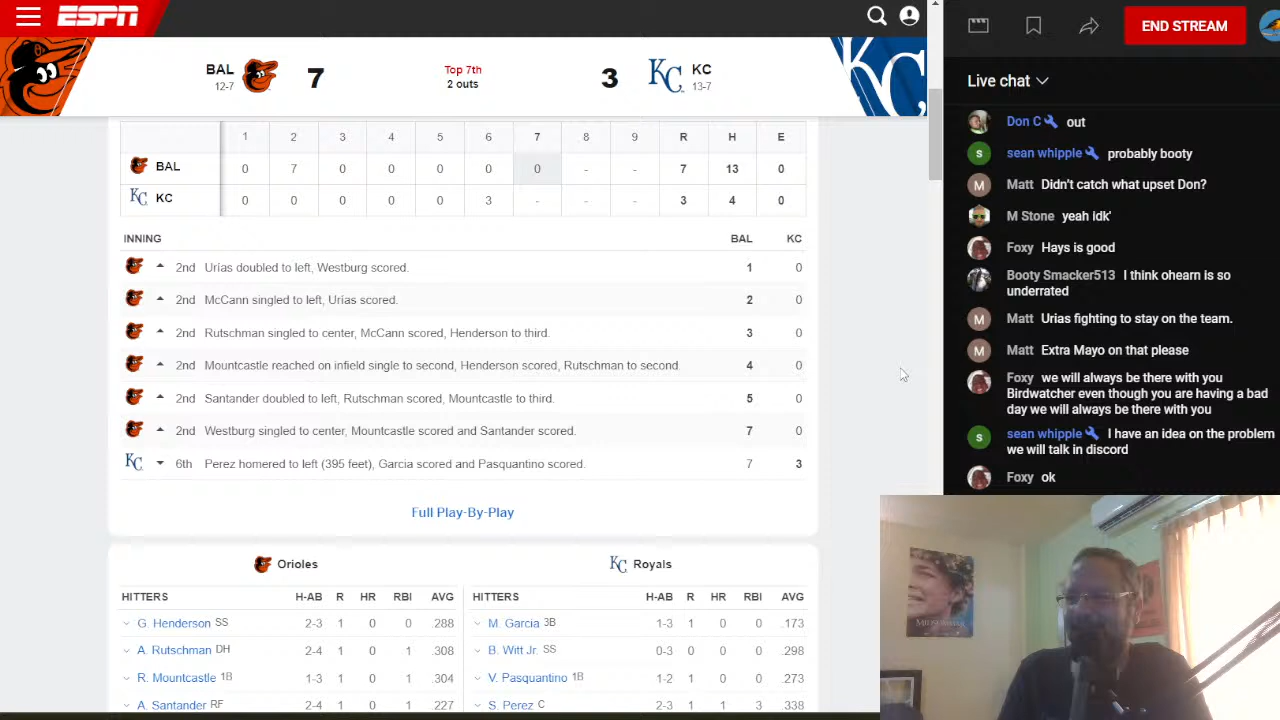 ESPN
END STREAM
BAL
12-7
7
Top 7th
2 outs
3
KC
13-7
1 2 3 4 5 6 7 8 9 R H E
BAL 0 7 0 0 0 0 0 - - 7 13 0
KC 0 0 0 0 0 3 - - - 3 4 0
INNING BAL KC
2nd Urías doubled to left, Westburg scored. 1 0
2nd McCann singled to left, Urías scored. 2 0
2nd Rutschman singled to center, McCann scored, Henderson to third. 3 0
2nd Mountcastle reached on infield single to second, Henderson scored, Rutschman to second. 4 0
2nd Santander doubled to left, Rutschman scored, Mountcastle to third. 5 0
2nd Westburg singled to center, Mountcastle scored and Santander scored. 7 0
6th Perez homered to left (395 feet), Garcia scored and Pasquantino scored. 7 3
Full Play-By-Play
Orioles
HITTERS H-AB R HR RBI AVG
G. Henderson SS 2-3 1 0 0 .288
A. Rutschman DH 2-4 1 0 1 .308
R. Mountcastle 1B 1-3 1 0 1 .304
A. Santander RF 2-4 1 0 1 .227
Royals
HITTERS H-AB R HR RBI AVG
M. Garcia 3B 1-3 1 0 0 .173
B. Witt Jr. SS 0-3 0 0 0 .298
V. Pasquantino 1B 1-2 1 0 0 .273
S. Perez C 2-3 1 1 3 .338
Live chat
Don C out
S sean whipple probably booty
M Matt Didn't catch what upset Don?
M Stone yeah idk'
Foxy Hays is good
Booty Smacker513 I think ohearn is so
underrated
M Matt Urias fighting to stay on the team.
M Matt Extra Mayo on that please
Foxy we will always be there with you
Birdwatcher even though you are having a bad
day we will always be there with you
S sean whipple I have an idea on the problem
we will talk in discord
Foxy ok